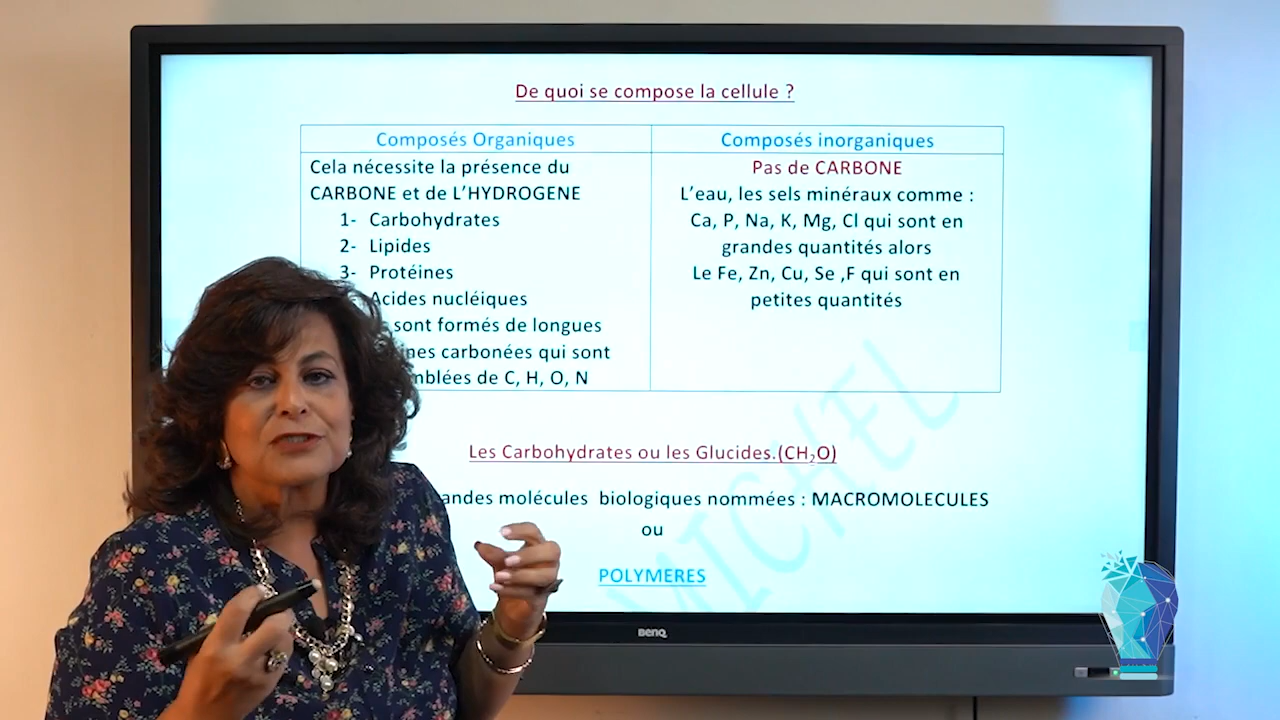 De quoi se compose la cellule ?
Composés Organiques
Cela nécessite la présence du
CARBONE et de L’HYDROGENE
1- Carbohydrates
2- Lipides
3- Protéines
Acides nucléiques
sont formés de longues
carbonées qui sont
de C, H, O, N
Composés inorganiques
Pas de CARBONE
L’eau, les sels minéraux comme :
Ca, P, Na, K, Mg, Cl qui sont en
grandes quantités alors
Le Fe, Zn, Cu, Se ,F qui sont en
petites quantités
Les Carbohydrates ou les Glucides.(CH₂O)
molécules biologiques nommées : MACROMOLECULES
ou
POLYMERES
MICHEL
BenQ